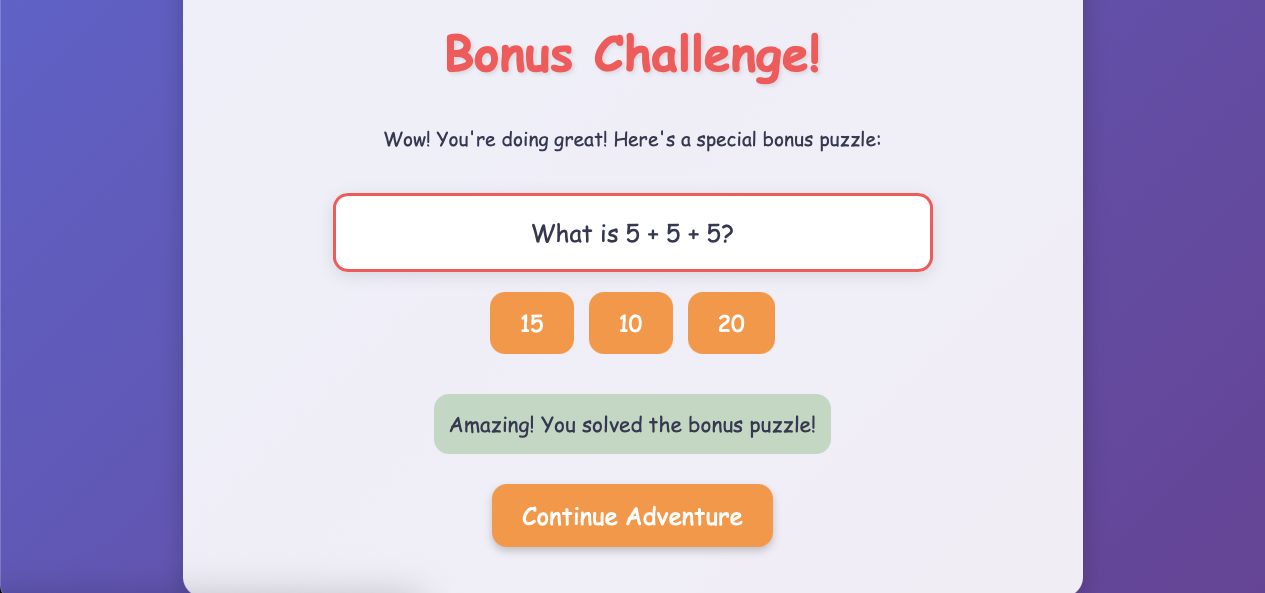 Bonus Challenge!
Wow! You're doing great! Here's a special bonus puzzle:
What is 5 + 5 + 5?
15 10 20
Amazing! You solved the bonus puzzle!
Continue Adventure